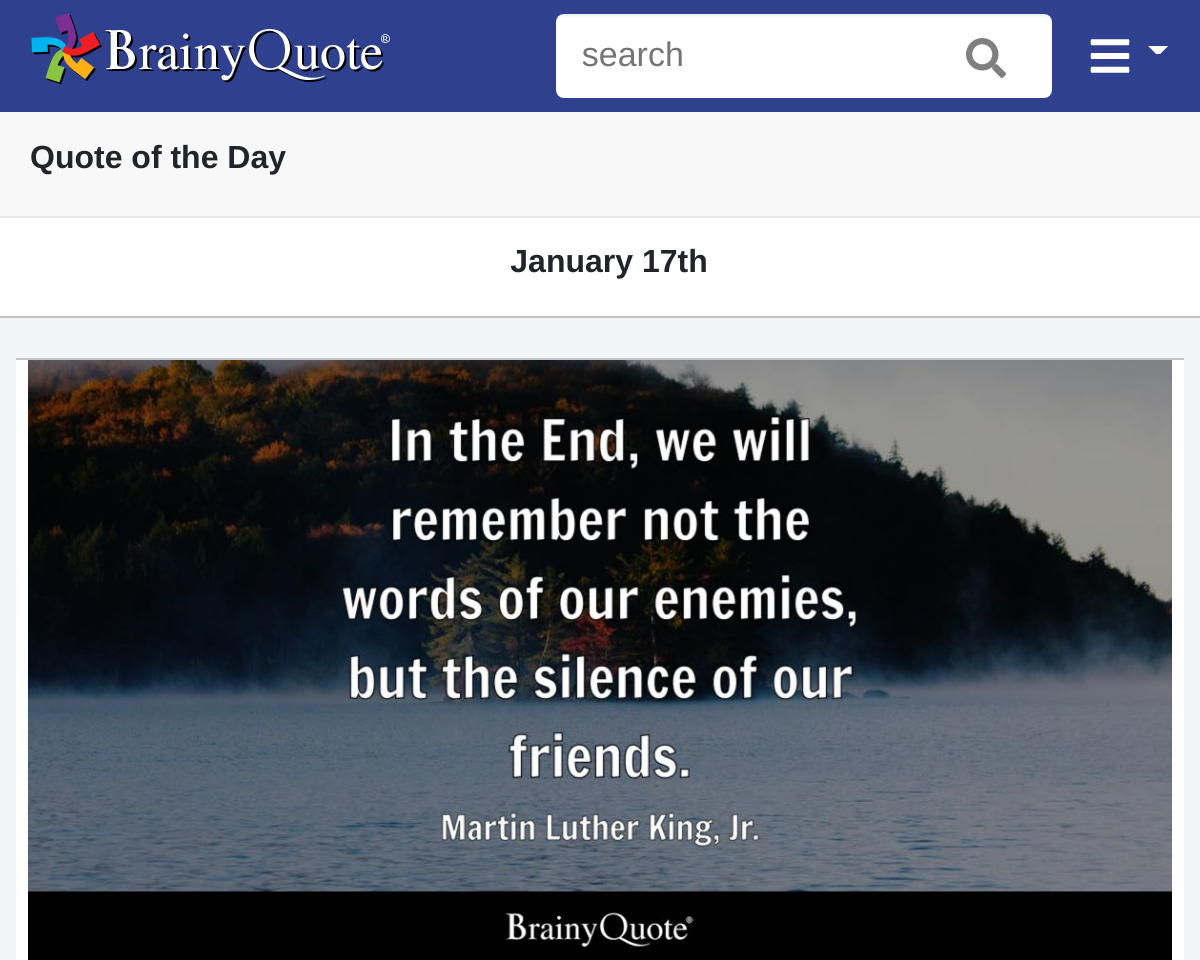 BrainyQuote®
search
Quote of the Day
January 17th
In the End, we will
remember not the
words of our enemies,
but the silence of our
friends.
Martin Luther King, Jr.
BrainyQuote®